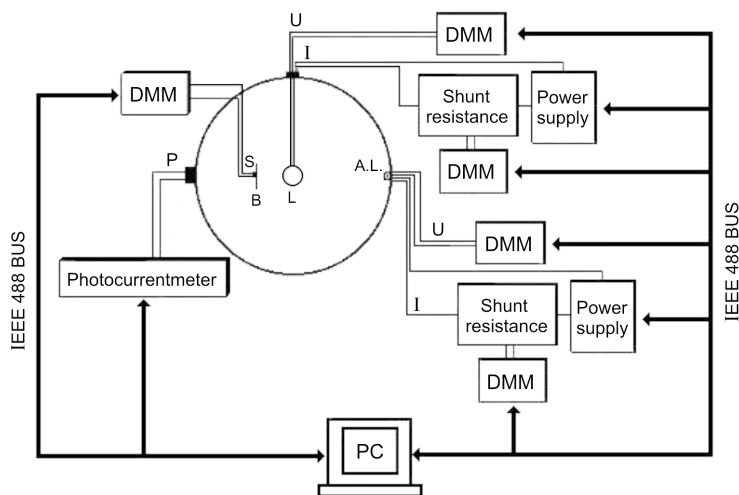 U
DMM
I
DMM
Shunt
resistance
Power
supply
P
S
A.L.
DMM
B
L
U
DMM
IEEE 488 BUS
IEEE 488 BUS
Photocurrentmeter
I
Shunt
resistance
Power
supply
DMM
PC